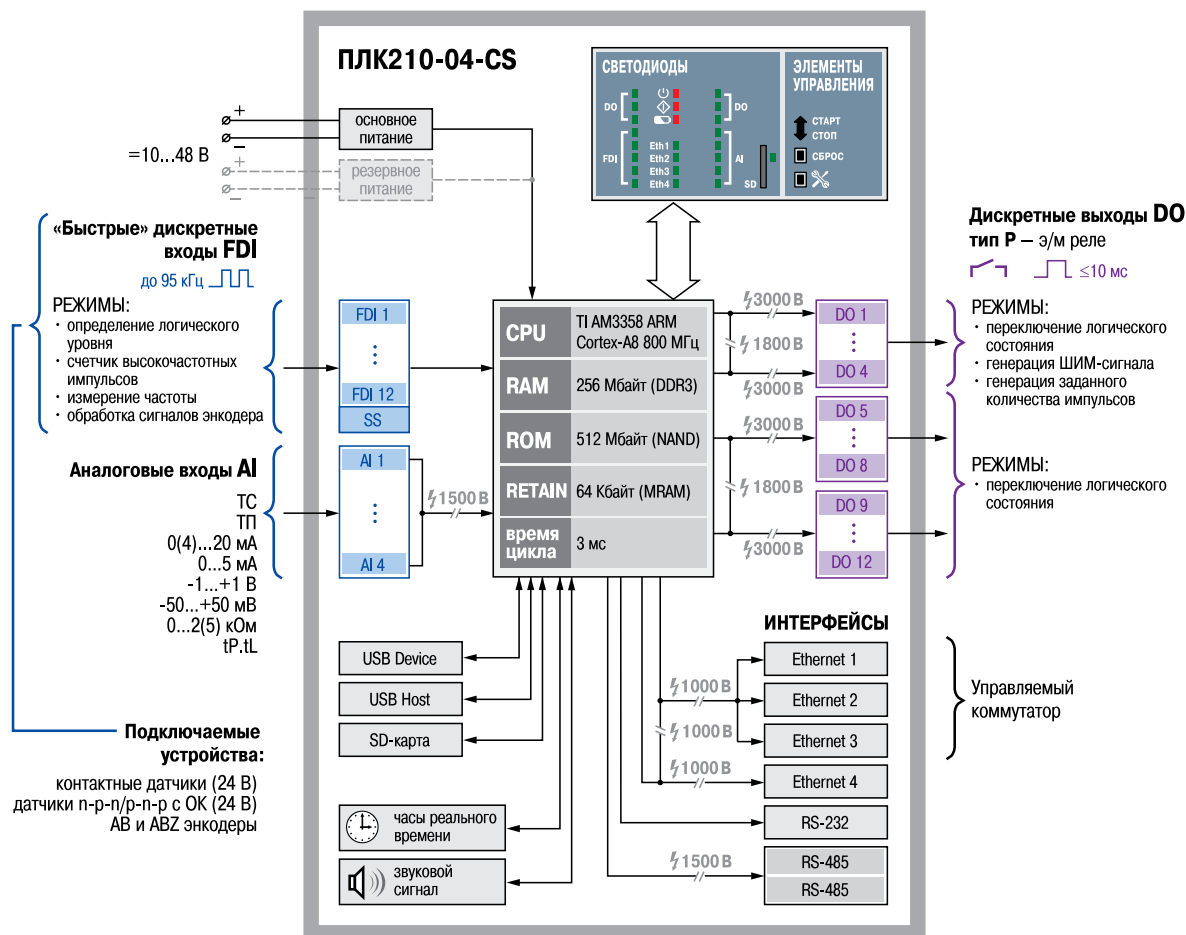 ПЛК210-04-CS
СВЕТОДИОДЫ
DO
DO
FDI
Eth1
Eth2
Eth3
Eth4
AI
SD
ЭЛЕМЕНТЫ
УПРАВЛЕНИЯ
СТАРТ
СТОП
СБРОС
+
−
=10...48 В
+
−
основное
питание
резервное
питание
«Быстрые» дискретные
входы FDI
до 95 кГц
РЕЖИМЫ:
· определение логического
уровня
· счетчик высокочастотных
импульсов
· измерение частоты
· обработка сигналов энкодера
FDI 1
FDI 12
SS
Аналоговые входы AI
ТС
ТП
0(4)...20 мА
0...5 мА
-1...+1 В
-50...+50 мВ
0...2(5) кОм
tP.tL
AI 1
AI 4
1500 В
CPU
TI AM3358 ARM
Cortex-A8 800 МГц
RAM
256 Мбайт (DDR3)
ROM
512 Мбайт (NAND)
RETAIN
64 Кбайт (MRAM)
время
цикла
3 мс
3000 В
1800 В
3000 В
3000 В
1800 В
3000 В
DO 1
DO 4
DO 5
DO 8
DO 9
DO 12
Дискретные выходы DO
тип Р – э/м реле
≤10 мс
РЕЖИМЫ:
· переключение логического
состояния
· генерация ШИМ-сигнала
· генерация заданного
количества импульсов
РЕЖИМЫ:
· переключение логического
состояния
Подключаемые
устройства:
контактные датчики (24 В)
датчики n-p-n/p-n-p с ОК (24 В)
АВ и ABZ энкодеры
USB Device
USB Host
SD-карта
часы реального
времени
звуковой
сигнал
ИНТЕРФЕЙСЫ
1000 В
1000 В
1000 В
1500 В
Ethernet 1
Ethernet 2
Ethernet 3
Ethernet 4
RS-232
RS-485
RS-485
Управляемый
коммутатор